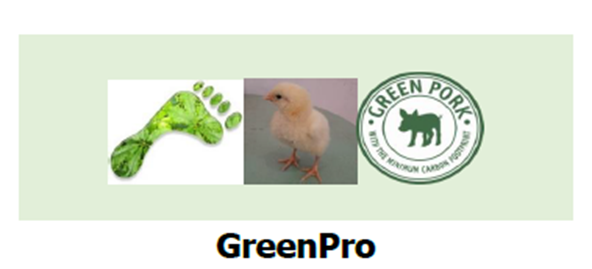 • GREEN PORK •
WITH THE MINIMUM CARBON FOOTPRINT
GreenPro